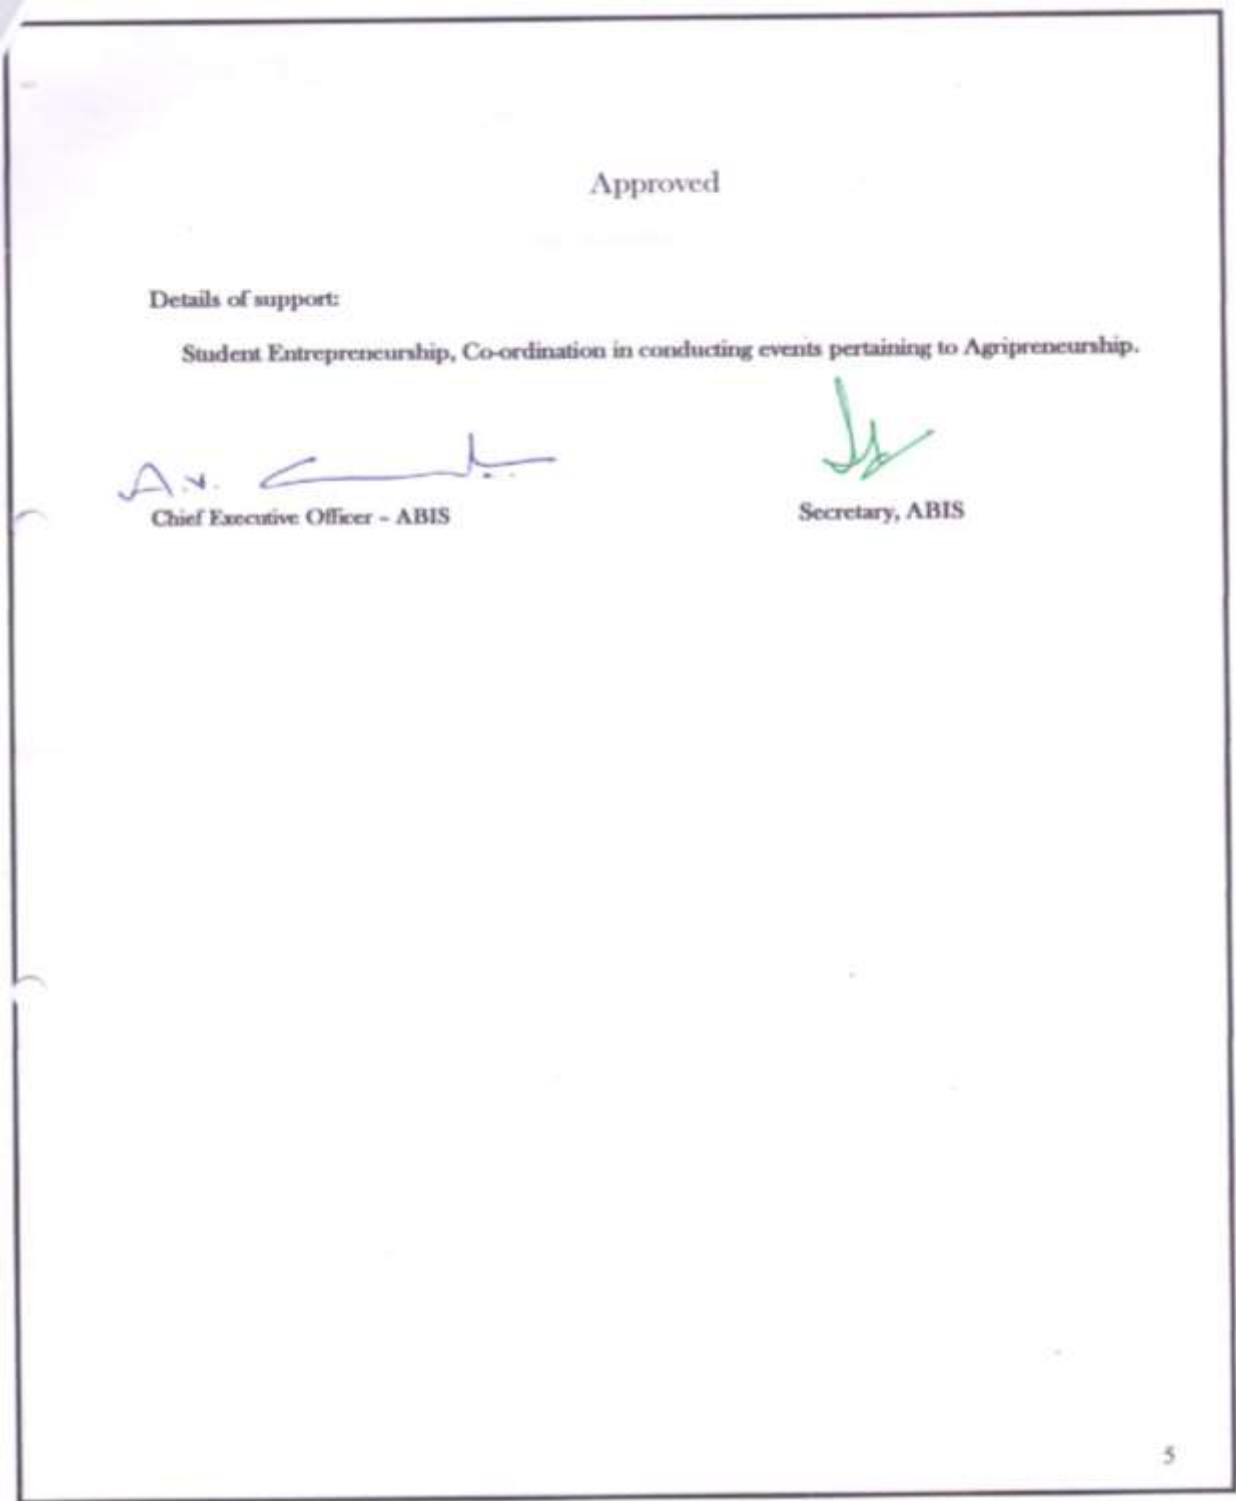 Approved
Details of support:
Student Entrepreneurship, Co-ordination in conducting events pertaining to Agripreneurship.
A.v.
Chief Executive Officer - ABIS
Secretary, ABIS
5